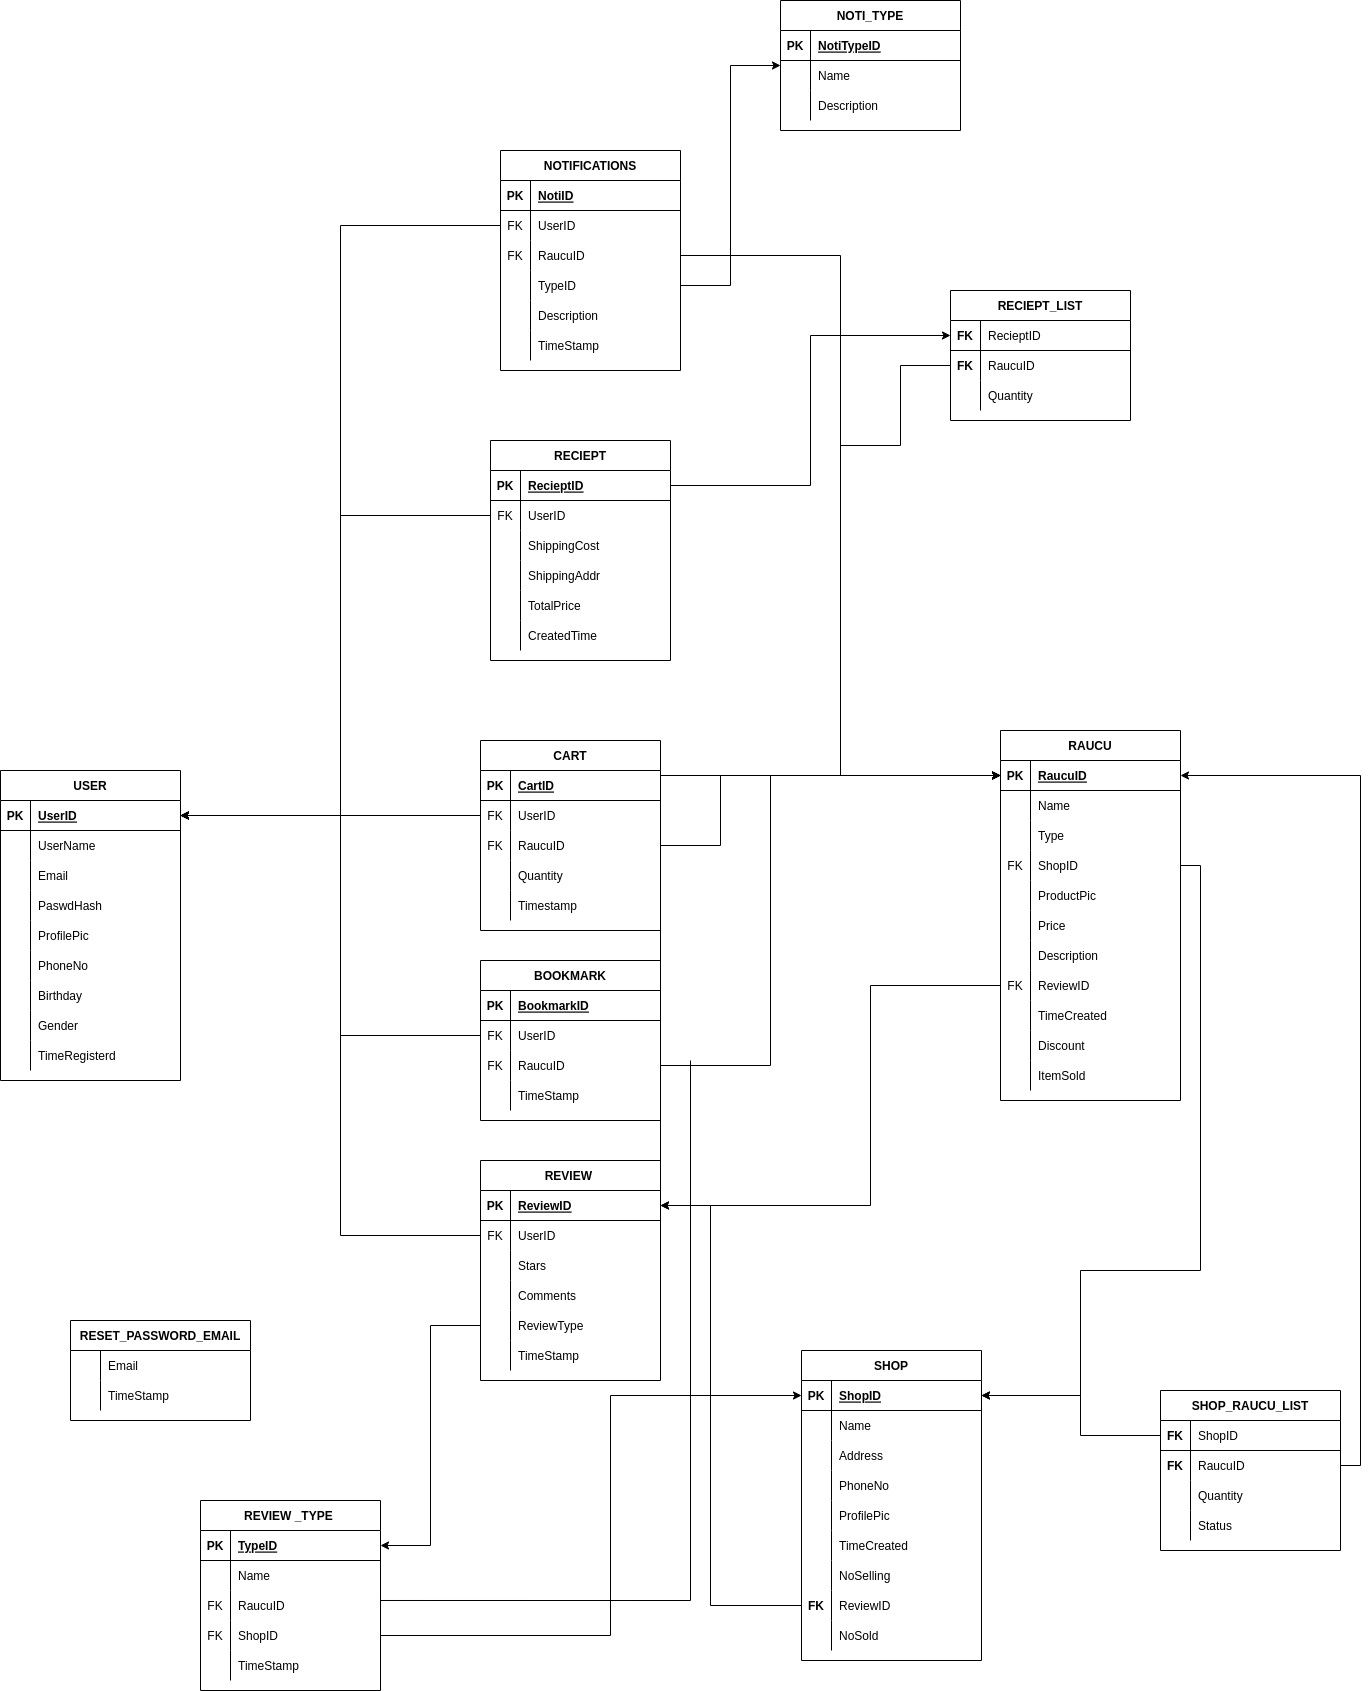 NOTI_TYPE
PK NotiTypeID
Name
Description
NOTIFICATIONS
PK NotiID
FK UserID
FK RaucuID
TypeID
Description
TimeStamp
RECIEPT_LIST
FK RecieptID
FK RaucuID
Quantity
RECIEPT
PK RecieptID
FK UserID
ShippingCost
ShippingAddr
TotalPrice
CreatedTime
USER
PK UserID
UserName
Email
PaswdHash
ProfilePic
PhoneNo
Birthday
Gender
TimeRegisterd
CART
PK CartID
FK UserID
FK RaucuID
Quantity
Timestamp
RAUCU
PK RaucuID
Name
Type
FK ShopID
ProductPic
Price
Description
FK ReviewID
TimeCreated
Discount
ItemSold
BOOKMARK
PK BookmarkID
FK UserID
FK RaucuID
TimeStamp
REVIEW
PK ReviewID
FK UserID
Stars
Comments
ReviewType
TimeStamp
RESET_PASSWORD_EMAIL
Email
TimeStamp
SHOP
PK ShopID
Name
Address
PhoneNo
ProfilePic
TimeCreated
NoSelling
FK ReviewID
NoSold
SHOP_RAUCU_LIST
FK ShopID
FK RaucuID
Quantity
Status
REVIEW _TYPE
PK TypeID
Name
FK RaucuID
FK ShopID
TimeStamp